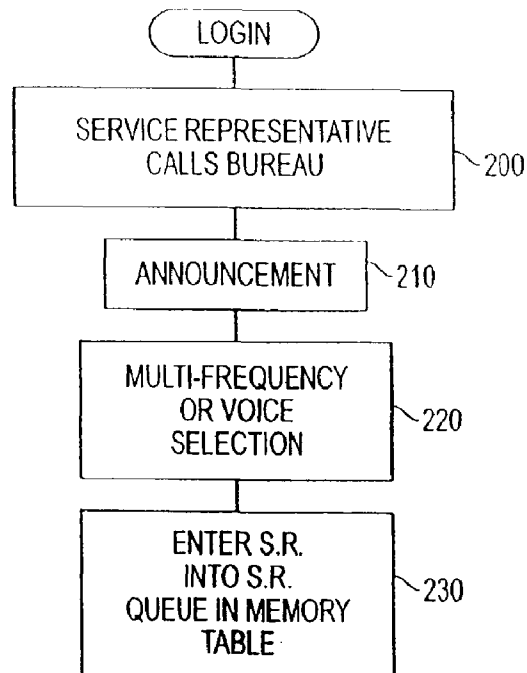 LOGIN
SERVICE REPRESENTATIVE
CALLS BUREAU
200
ANNOUNCEMENT
210
MULTI-FREQUENCY
OR VOICE
SELECTION
220
ENTER S.R.
INTO S.R.
QUEUE IN MEMORY
TABLE
230